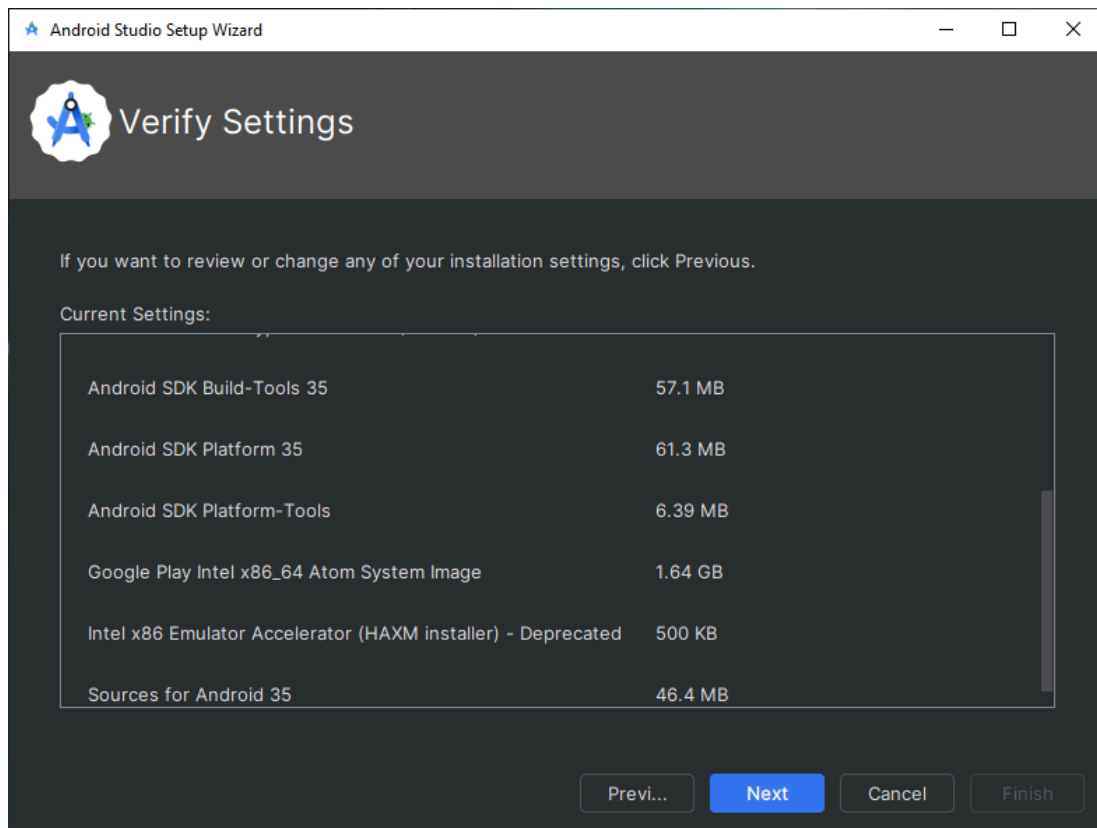 Android Studio Setup Wizard
Verify Settings
If you want to review or change any of your installation settings, click Previous.
Current Settings:
Android SDK Build-Tools 35 57.1 MB
Android SDK Platform 35 61.3 MB
Android SDK Platform-Tools 6.39 MB
Google Play Intel x86_64 Atom System Image 1.64 GB
Intel x86 Emulator Accelerator (HAXM installer) - Deprecated 500 KB
Sources for Android 35 46.4 MB
Previ... Next Cancel Finish